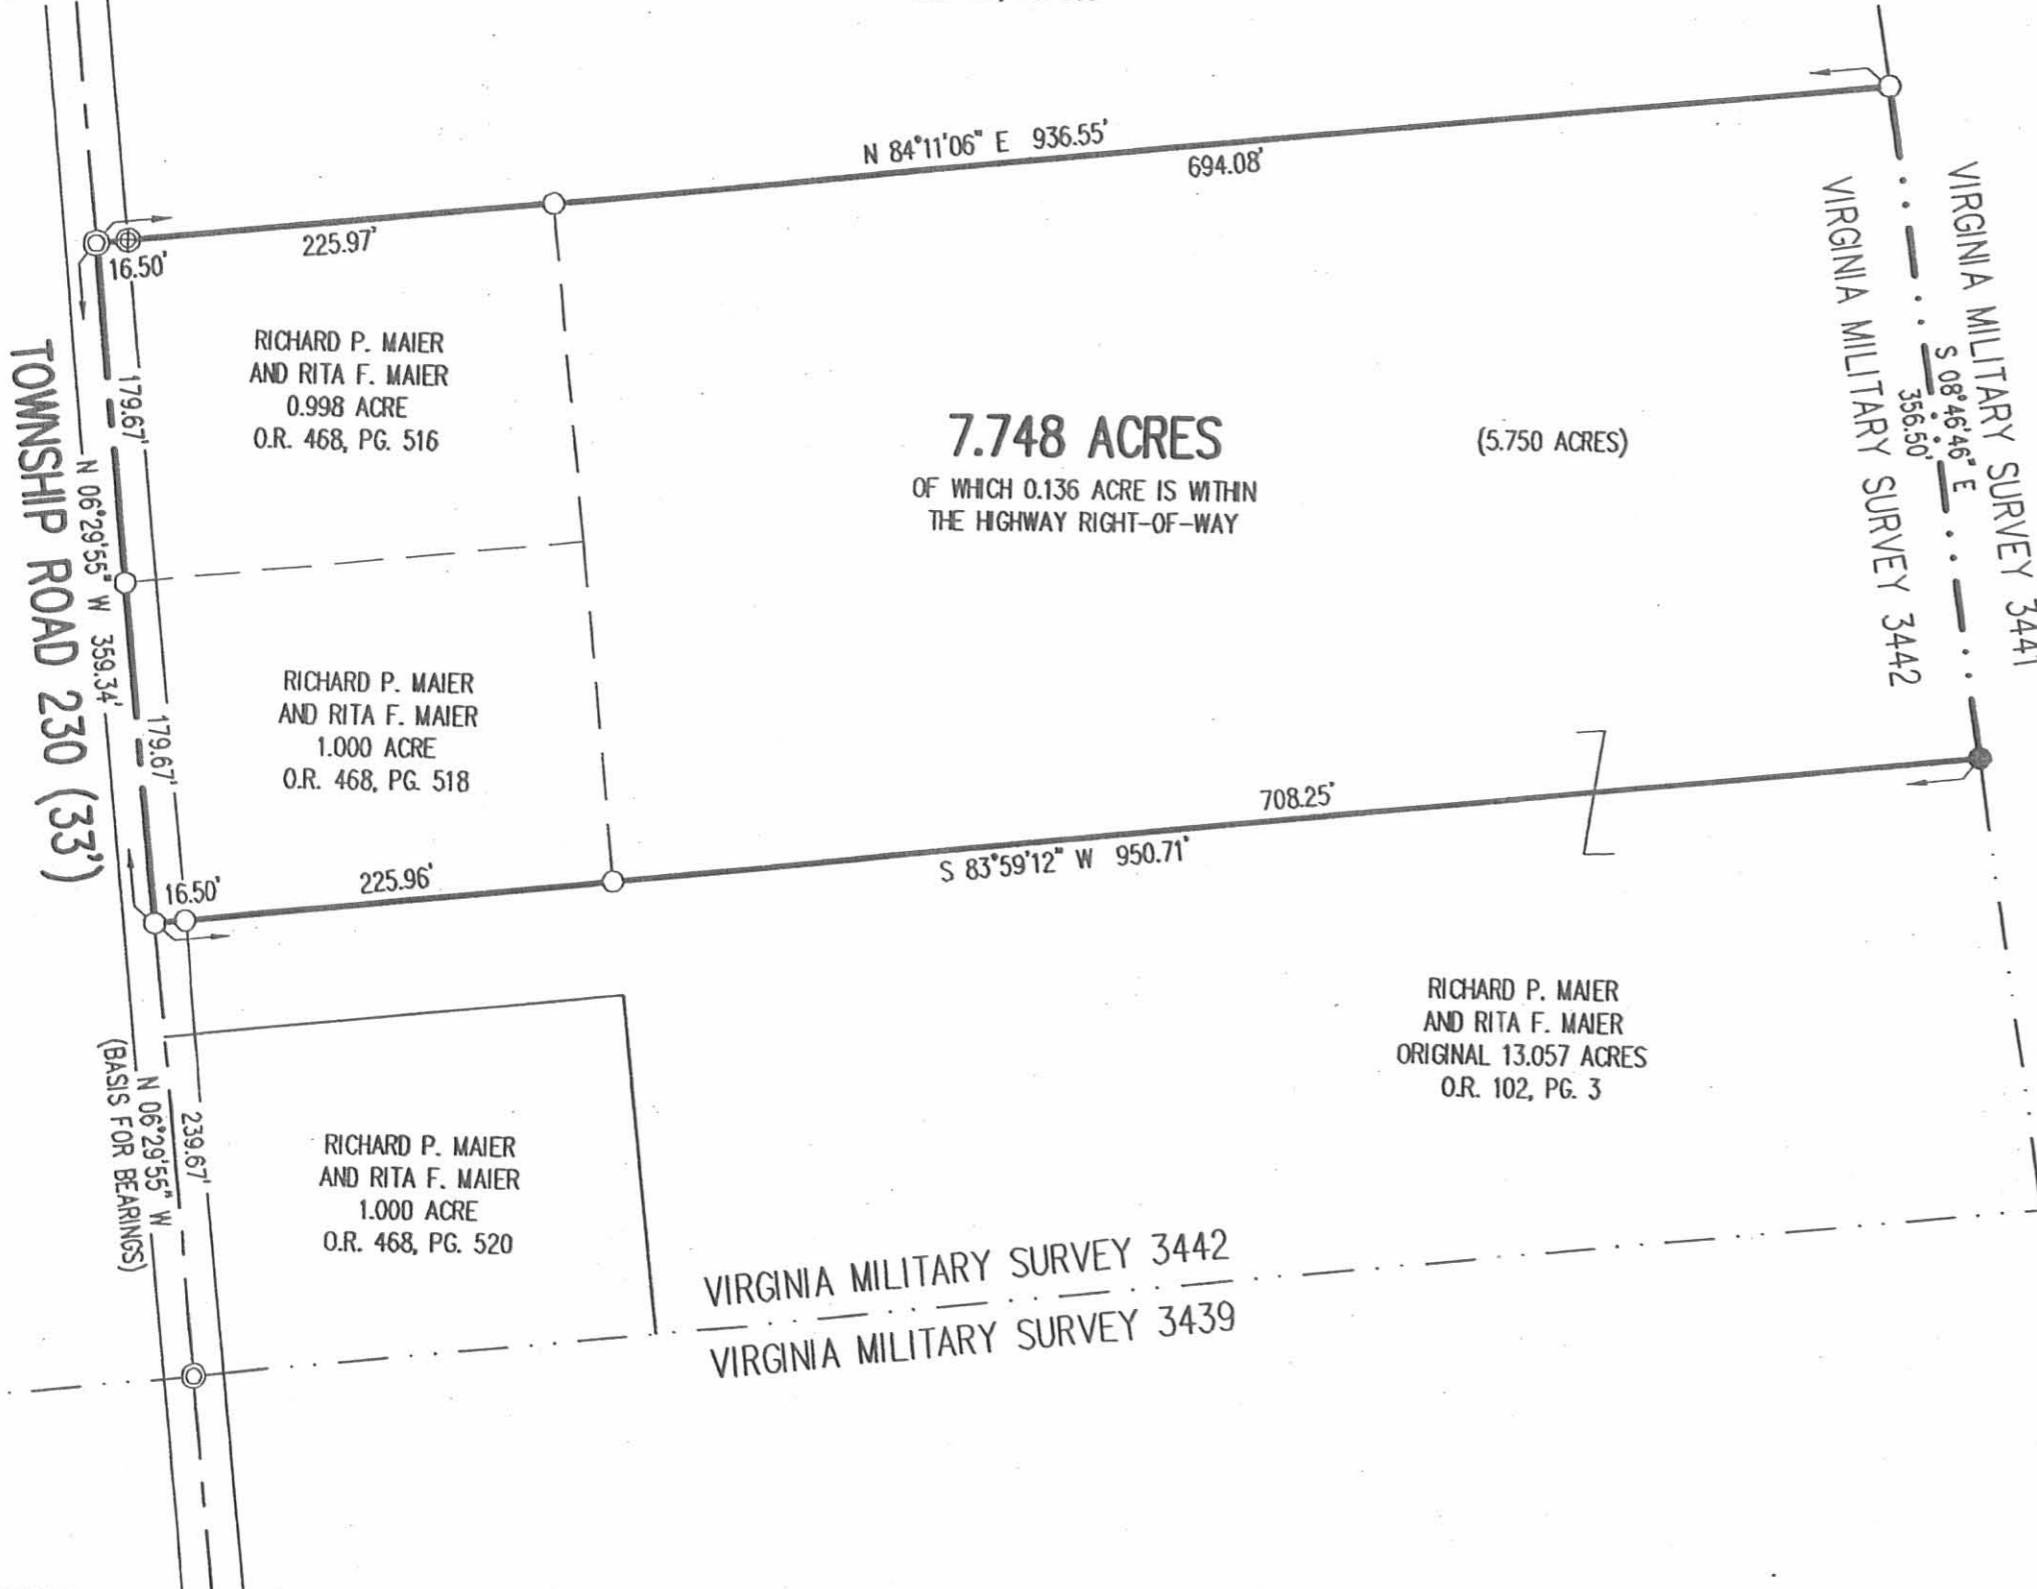 N 84°11'06" E 936.55'
694.08'
225.97'
16.50'
RICHARD P. MAIER
AND RITA F. MAIER
0.998 ACRE
O.R. 468, PG. 516
179.67'
N 06°29'55" W 359.34'
TOWNSHIP ROAD 230 (33')
7.748 ACRES
OF WHICH 0.136 ACRE IS WITHIN
THE HIGHWAY RIGHT-OF-WAY
(5.750 ACRES)
VIRGINIA MILITARY SURVEY 3441
S 08°46'46" E
356.50'
VIRGINIA MILITARY SURVEY 3442
RICHARD P. MAIER
AND RITA F. MAIER
1.000 ACRE
O.R. 468, PG. 518
179.67'
708.25'
S 83°59'12" W 950.71'
225.96'
16.50'
RICHARD P. MAIER
AND RITA F. MAIER
ORIGINAL 13.057 ACRES
O.R. 102, PG. 3
239.67'
N 06°29'55" W
(BASIS FOR BEARINGS)
RICHARD P. MAIER
AND RITA F. MAIER
1.000 ACRE
O.R. 468, PG. 520
VIRGINIA MILITARY SURVEY 3442
VIRGINIA MILITARY SURVEY 3439